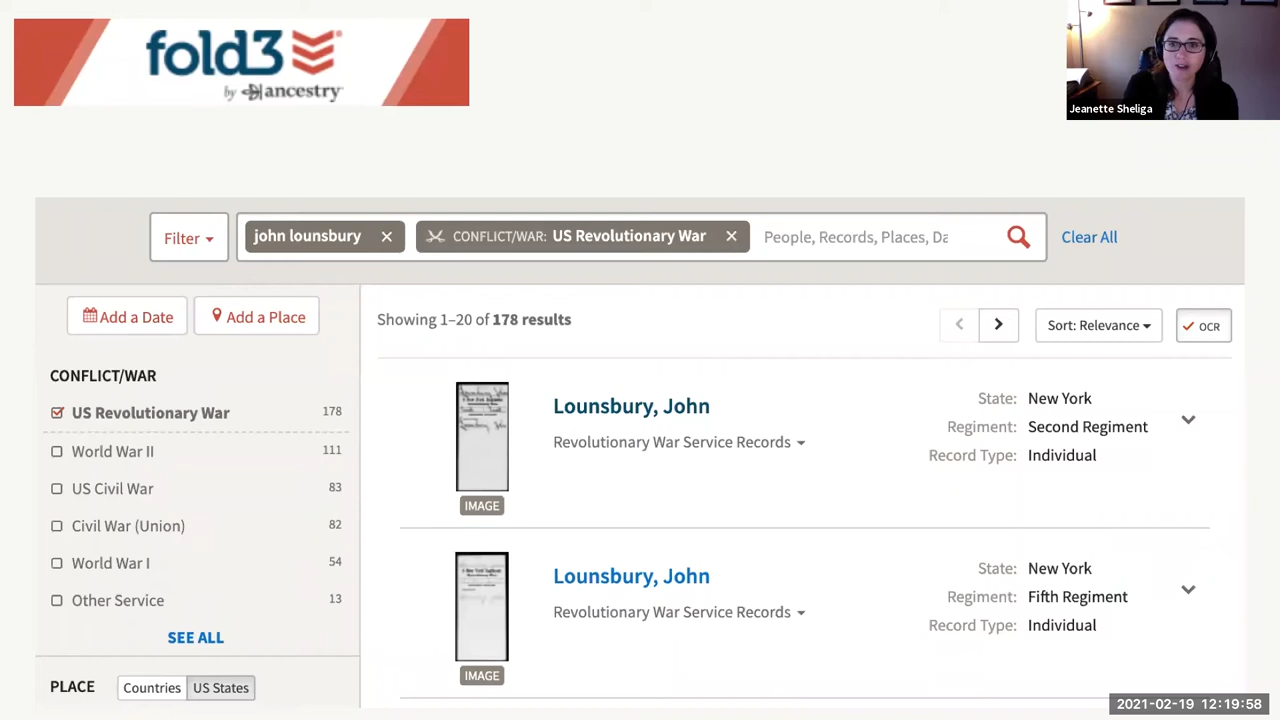 fold3
by ancestry
Jeanette Sheliga
Filter
john lounsbury
CONFLICT/WAR: US Revolutionary War
People, Records, Places, Da
Clear All
Add a Date
Add a Place
CONFLICT/WAR
US Revolutionary War 178
World War II 111
US Civil War 83
Civil War (Union) 82
World War I 54
Other Service 13
SEE ALL
PLACE Countries US States
Showing 1–20 of 178 results
Sort: Relevance
OCR
Lounsbury, John
Revolutionary War Service Records
IMAGE
State: New York
Regiment: Second Regiment
Record Type: Individual
Lounsbury, John
Revolutionary War Service Records
IMAGE
State: New York
Regiment: Fifth Regiment
Record Type: Individual
2021-02-19 12:19:58